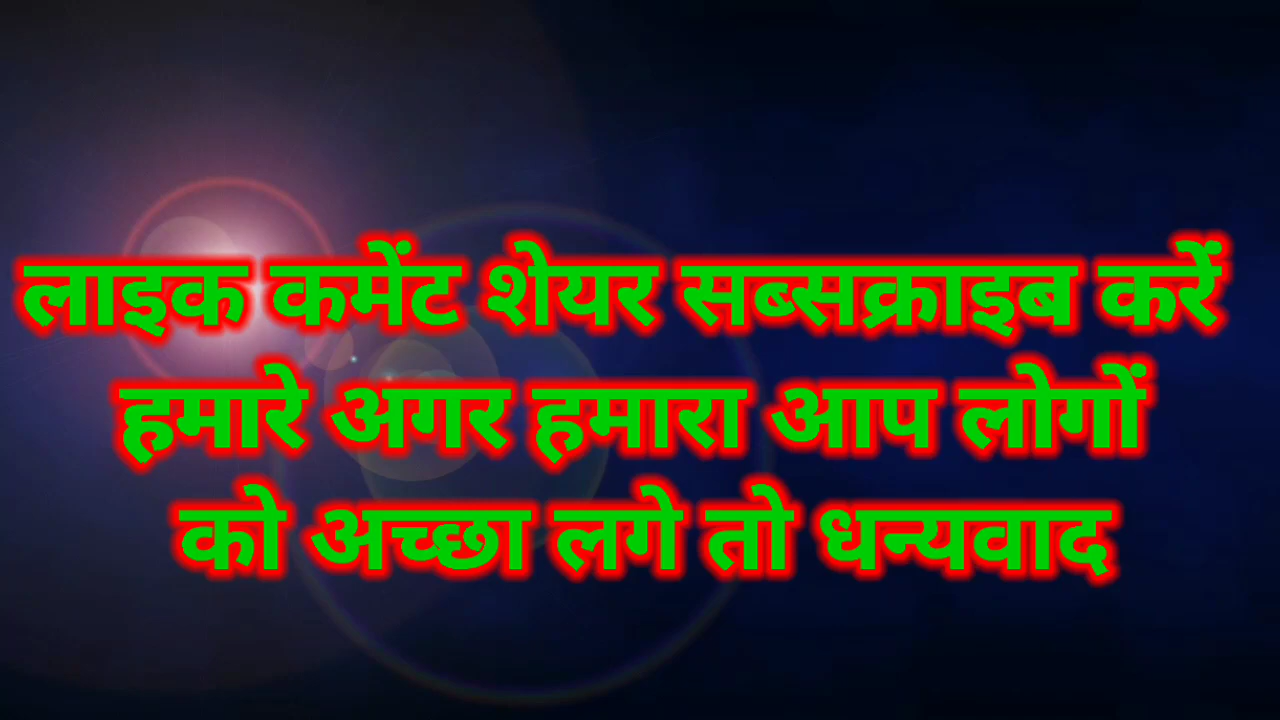 लाइक कमेंट शेयर सब्सक्राइब करें
हमारे अगर हमारा आप लोगों
को अच्छा लगे तो धन्यवाद